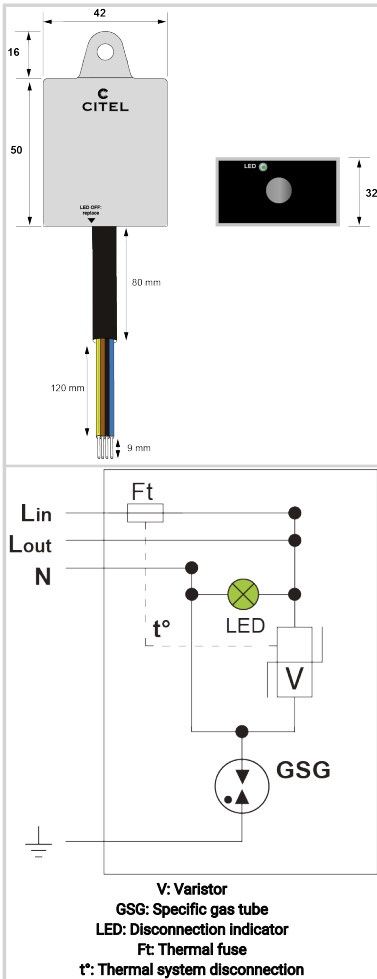 42
16
C CITEL
50
LED
32
LED OFF:
replace
80 mm
120 mm
9 mm
Ft
Lin
Lout
N
LED
t°
V
GSG
V: Varistor
GSG: Specific gas tube
LED: Disconnection indicator
Ft: Thermal fuse
t°: Thermal system disconnection